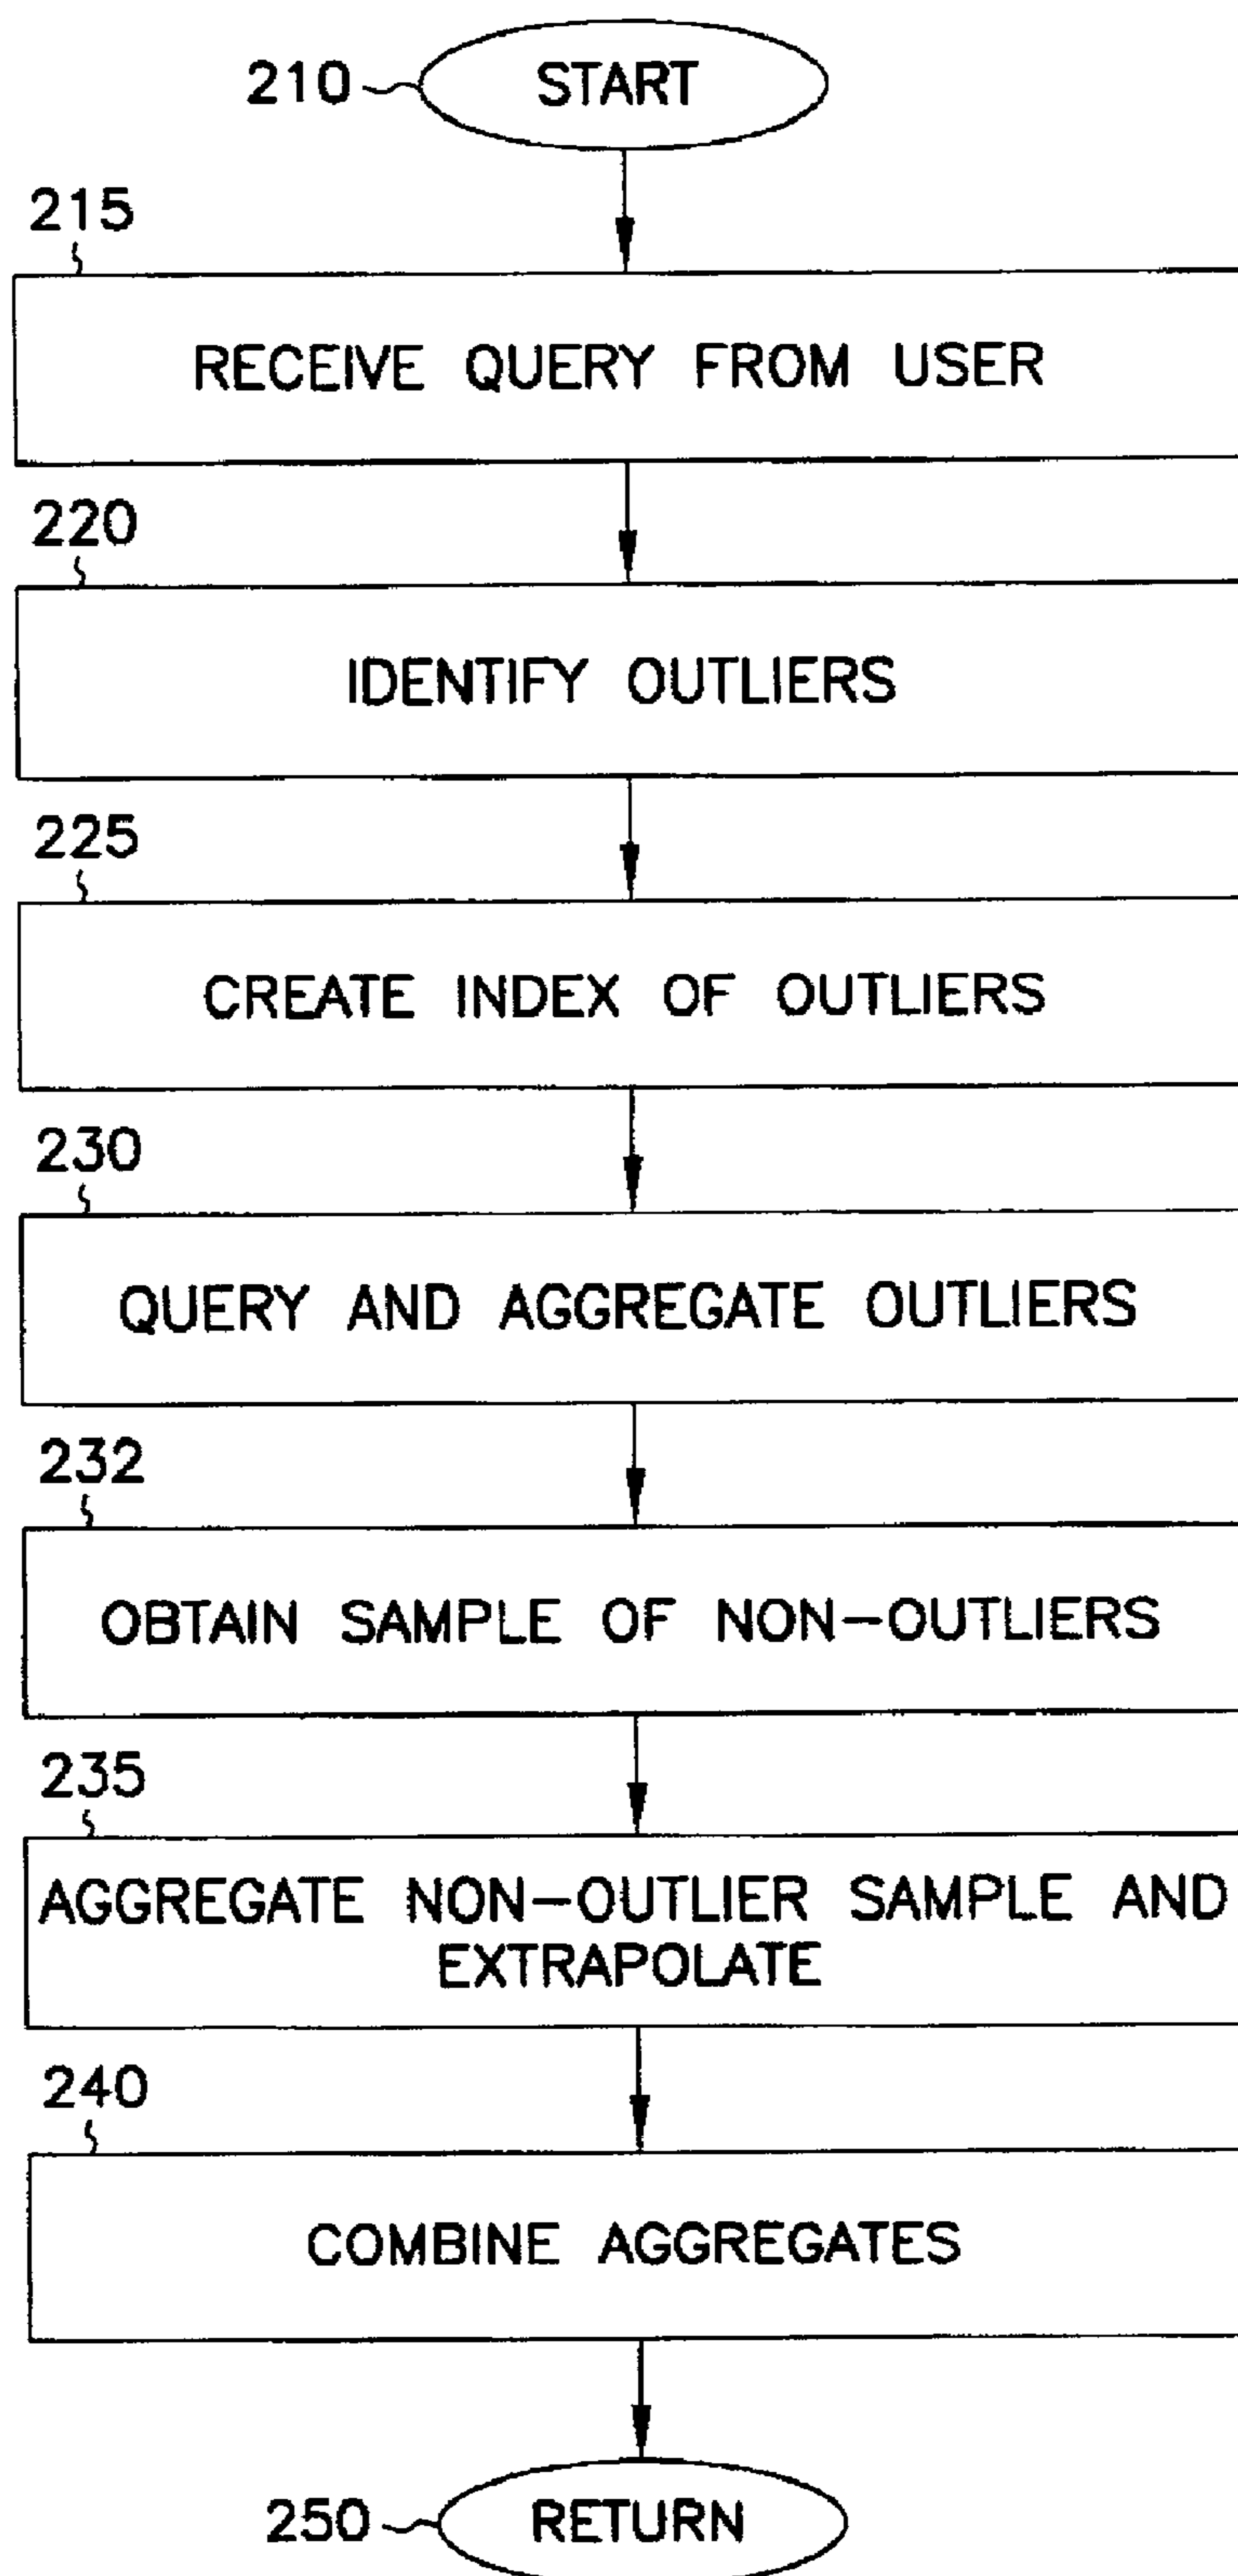 210 START
215
RECEIVE QUERY FROM USER
220
IDENTIFY OUTLIERS
225
CREATE INDEX OF OUTLIERS
230
QUERY AND AGGREGATE OUTLIERS
232
OBTAIN SAMPLE OF NON-OUTLIERS
235
AGGREGATE NON-OUTLIER SAMPLE AND
EXTRAPOLATE
240
COMBINE AGGREGATES
250 RETURN